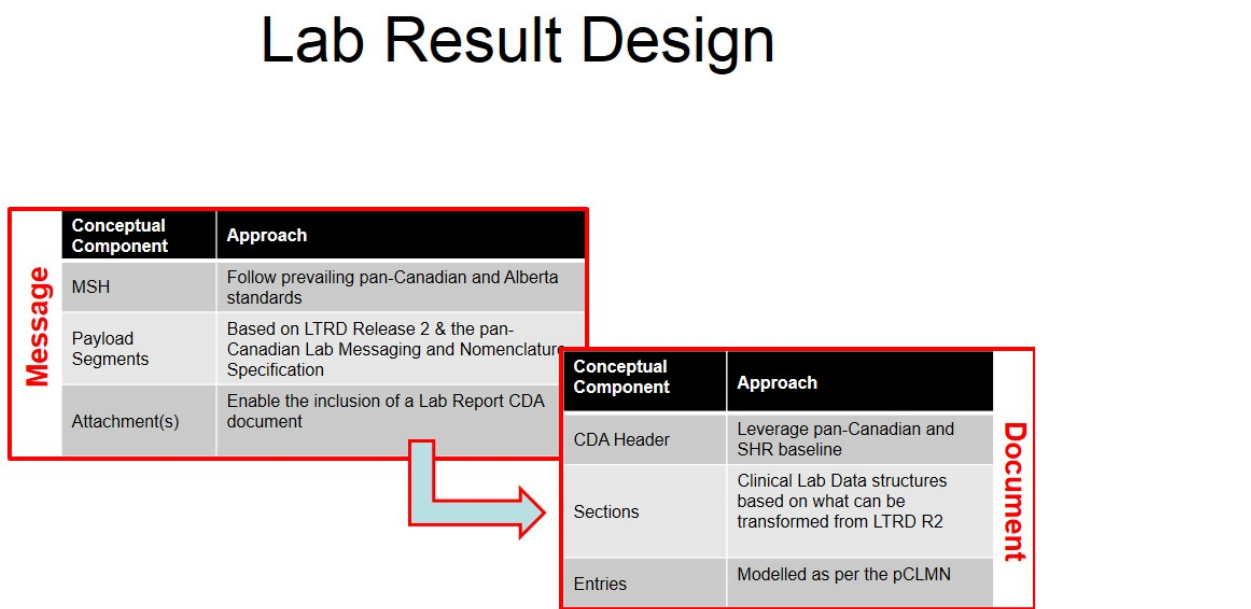 Lab Result Design
Message
Conceptual
Component
Approach
MSH
Follow prevailing pan-Canadian and Alberta
standards
Payload
Segments
Based on LTRD Release 2 & the pan-
Canadian Lab Messaging and Nomenclature
Specification
Attachment(s)
Enable the inclusion of a Lab Report CDA
document
Conceptual
Component
Approach
CDA Header
Leverage pan-Canadian and
SHR baseline
Sections
Clinical Lab Data structures
based on what can be
transformed from LTRD R2
Entries
Modelled as per the pCLMN
Document